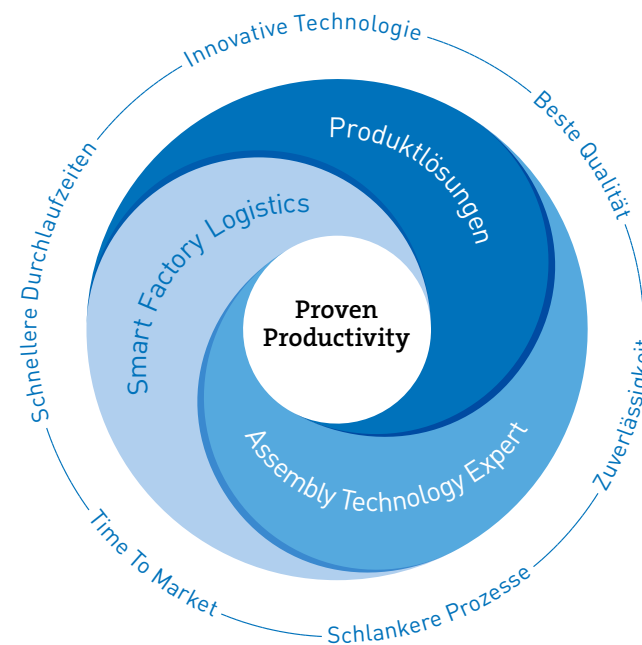 Innovative Technologie
Beste Qualität
Zuverlässigkeit
Schlankere Prozesse
Time To Market
Schnellere Durchlaufzeiten
Produktlösungen
Assembly Technology Expert
Smart Factory Logistics
Proven
Productivity